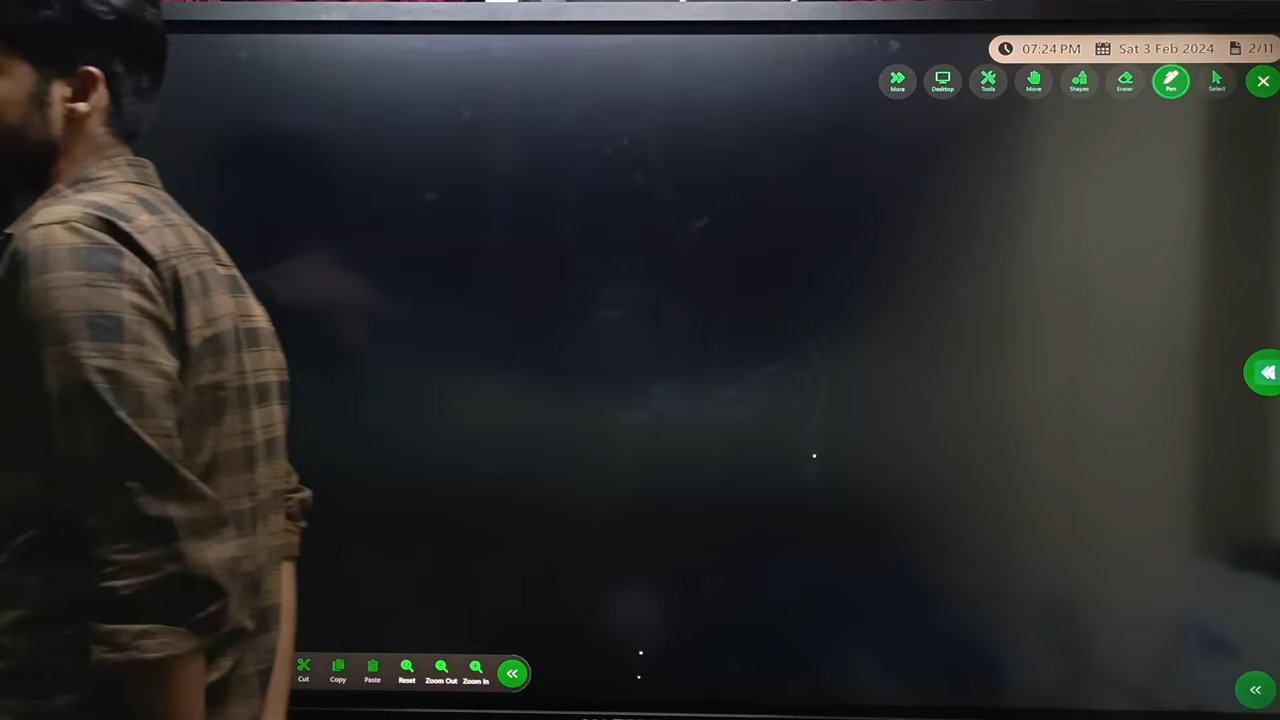 07:24 PM Sat 3 Feb 2024 2/11
More Desktop Tools Move Shapes Eraser Pen Select
Cut Copy Paste Reset Zoom Out Zoom In